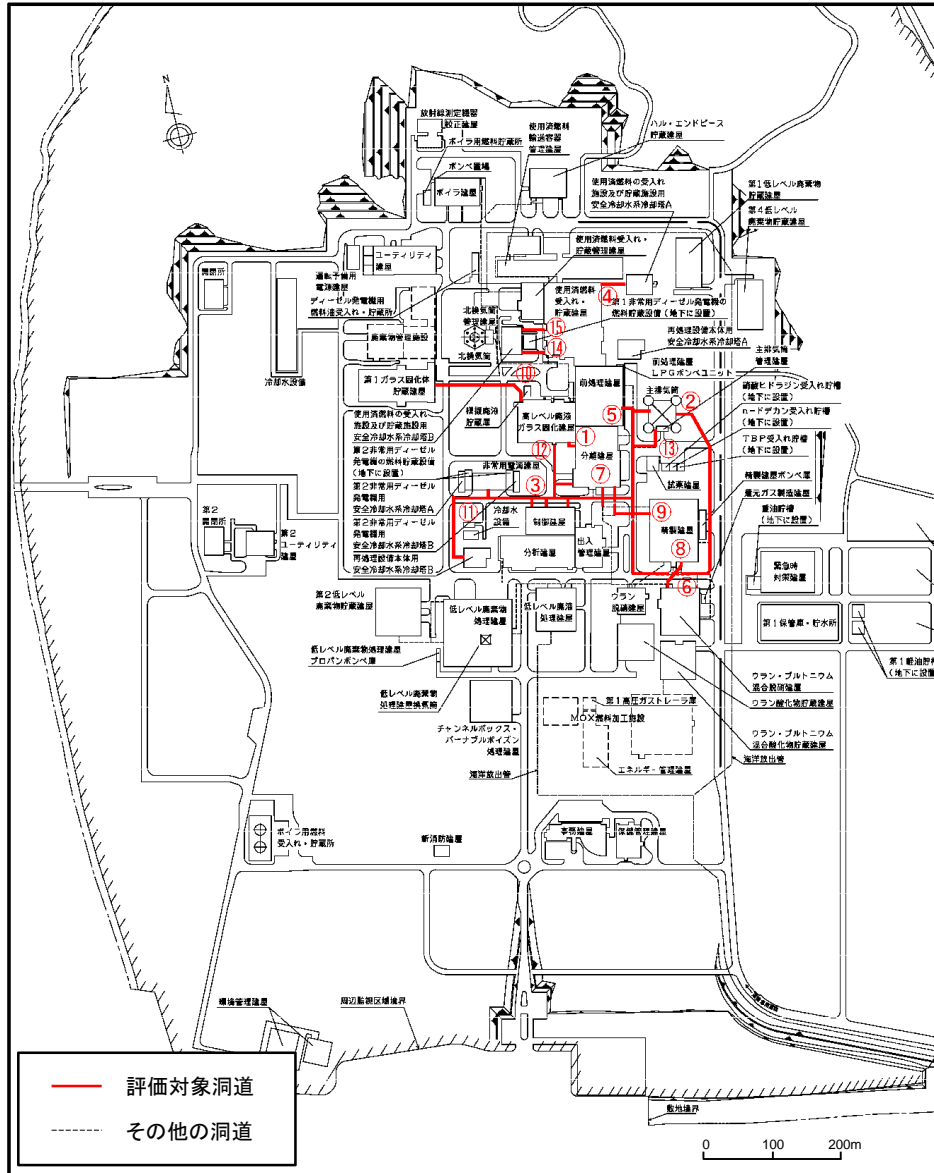 N
放射線測定機器
校正建屋
ボイラ用燃料貯蔵所
ボンベ置場
ボイラ建屋
使用済燃料
輸送容器
管理建屋
ハル・エンドピース
貯蔵建屋
使用済燃料の受入れ
施設及び貯蔵施設用
安全冷却水系冷却塔A
第1低レベル廃棄物
貯蔵建屋
第4低レベル
廃棄物貯蔵建屋
開閉所
ユーティリティ
建屋
使用済燃料受入れ・
貯蔵管理建屋
運転予備用
電源建屋
ディーゼル発電機用
燃料油受入れ・貯蔵所
北換気筒
管理建屋
使用済燃料
受入れ・
貯蔵建屋
④
第1非常用ディーゼル発電機の
燃料貯蔵設備(地下に設置)
再処理設備本体用
安全冷却水系冷却塔A
主排気筒
管理建屋
⑮
⑭
廃棄物管理施設
北換気筒
冷却水設備
第1ガラス固化体
貯蔵建屋
⑩
前処理建屋
前処理建屋
LPGボンベユニット
主排気筒
②
硝酸ヒドラジン受入れ貯槽
(地下に設置)
n-ドデカン受入れ貯槽
(地下に設置)
TBP受入れ貯槽
(地下に設置)
模擬廃液
貯蔵庫
高レベル廃液
ガラス固化建屋
⑤
①
⑬
使用済燃料の受入れ
施設及び貯蔵施設用
安全冷却水系冷却塔B
第2非常用ディーゼル
発電機の燃料貯蔵設備
(地下に設置)
非常用電源建屋
⑫
分離建屋
⑦
試薬建屋
精製建屋ボンベ庫
還元ガス製造建屋
重油貯槽
(地下に設置)
第2非常用ディーゼル
発電機用
安全冷却水系冷却塔A
③
⑪
冷却水
設備
制御建屋
⑨
精製建屋
第2
開閉所
第2
ユーティリティ
建屋
第2非常用ディーゼル
発電機用
安全冷却水系冷却塔B
再処理設備本体用
安全冷却水系冷却塔B
分析建屋
出入
管理建屋
⑧
⑥
緊急時
対策建屋
第2低レベル
廃棄物貯蔵建屋
低レベル廃棄物
処理建屋
低レベル廃液
処理建屋
ウラン
脱硝建屋
第1保管庫・貯水所
第1軽油貯槽
(地下に設置
低レベル廃棄物処理建屋
プロパンボンベ庫
低レベル廃棄物
処理建屋換気筒
ウラン・プルトニウム
混合脱硝建屋
ウラン酸化物貯蔵建屋
第1高圧ガストレーラ庫
MOX燃料加工施設
チャンネルボックス・
バーナブルポイズン
処理建屋
ウラン・プルトニウム
混合酸化物貯蔵建屋
海洋放出管
海洋放出管
エネルギー管理建屋
ボイラ用燃料
受入れ・貯蔵所
新消防建屋
事務建屋
保健管理建屋
環境管理建屋
周辺監視区域境界
敷地境界
評価対象洞道
その他の洞道
0 100 200m